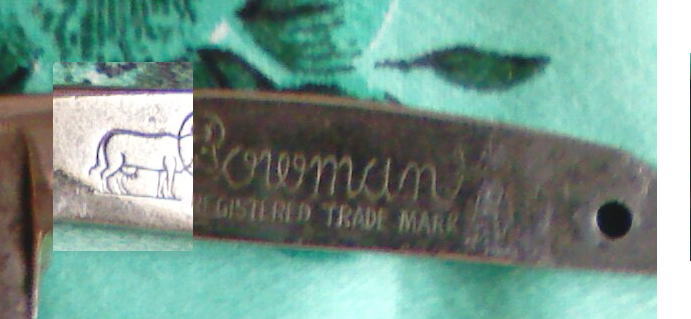 Bowman
REGISTERED TRADE MARK